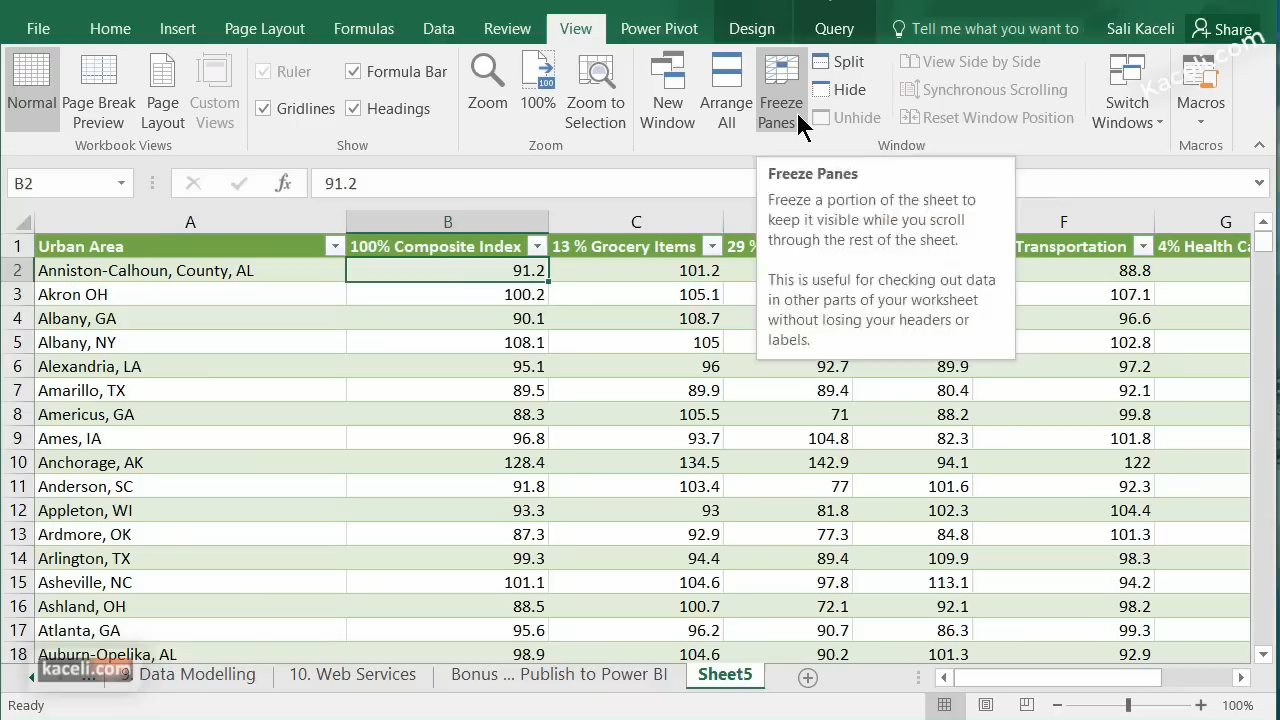 File Home Insert Page Layout Formulas Data Review View Power Pivot Design Query Tell me what you want to Sali Kaceli Share
Kaceli.com
Normal Page Break Preview Page Layout Custom Views
Workbook Views
Ruler Formula Bar
Gridlines Headings
Show
Zoom 100% Zoom to Selection
100
Zoom
New Window Arrange All Freeze Panes
Split View Side by Side
Hide Synchronous Scrolling
Unhide Reset Window Position
Window
Switch Windows
Macros
Macros
B2 fx 91.2
Freeze Panes
Freeze a portion of the sheet to
keep it visible while you scroll
through the rest of the sheet.
This is useful for checking out data
in other parts of your worksheet
without losing your headers or
labels.
A B C F G
1 Urban Area 100% Composite Index 13 % Grocery Items 29 % Transportation 4% Health Ca
2 Anniston-Calhoun, County, AL 91.2 101.2 88.8
3 Akron OH 100.2 105.1 107.1
4 Albany, GA 90.1 108.7 96.6
5 Albany, NY 108.1 105 102.8
6 Alexandria, LA 95.1 96 92.7 89.9 97.2
7 Amarillo, TX 89.5 89.9 89.4 80.4 92.1
8 Americus, GA 88.3 105.5 71 88.2 99.8
9 Ames, IA 96.8 93.7 104.8 82.3 101.8
10 Anchorage, AK 128.4 134.5 142.9 94.1 122
11 Anderson, SC 91.8 103.4 77 101.6 92.3
12 Appleton, WI 93.3 93 81.8 102.3 104.4
13 Ardmore, OK 87.3 92.9 77.3 84.8 101.3
14 Arlington, TX 99.3 94.4 89.4 109.9 98.3
15 Asheville, NC 101.1 104.6 97.8 113.1 94.2
16 Ashland, OH 88.5 100.7 72.1 92.1 98.2
17 Atlanta, GA 95.6 96.2 90.7 86.3 99.3
18 Auburn-Opelika, AL 98.9 104.6 90.2 101.3 92.9
kaceli.com
... 9. Data Modelling 10. Web Services Bonus ... Publish to Power BI Sheet5
Ready 100%